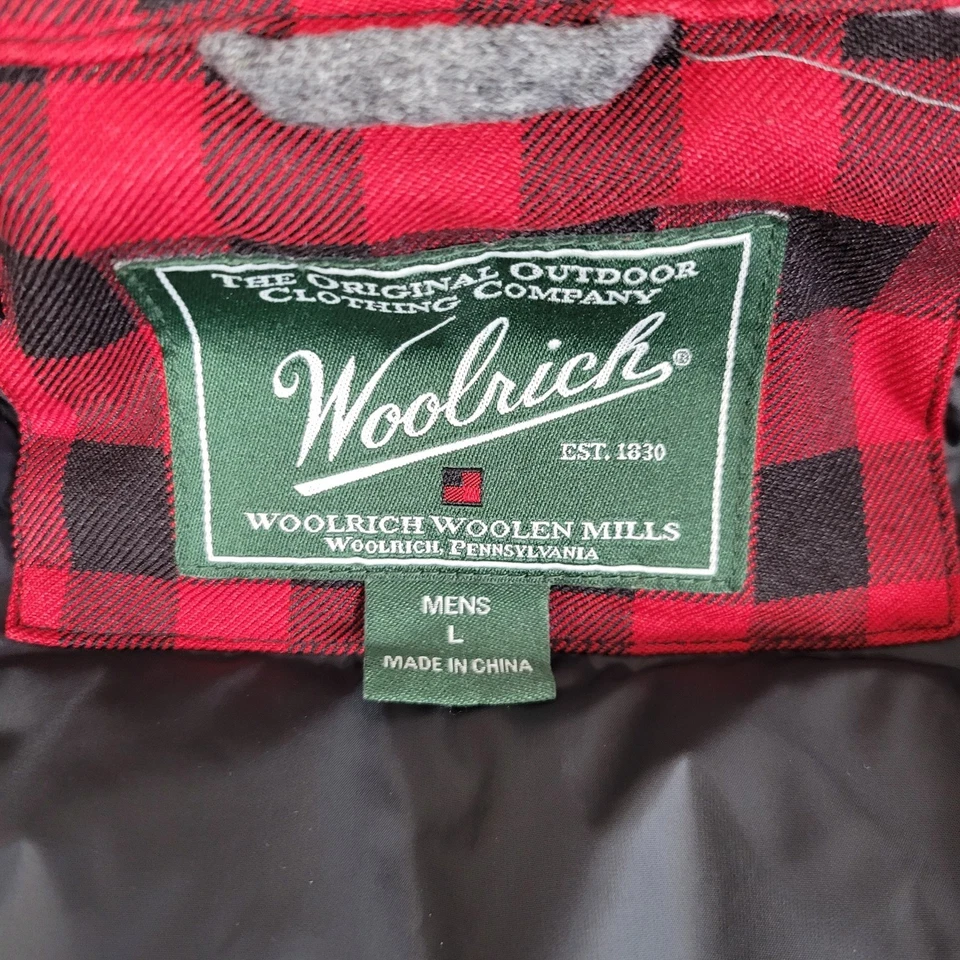 THE ORIGINAL OUTDOOR
CLOTHING COMPANY
Woolrich®
EST. 1830
WOOLRICH WOOLEN MILLS
WOOLRICH, PENNSYLVANIA
MENS
L
MADE IN CHINA